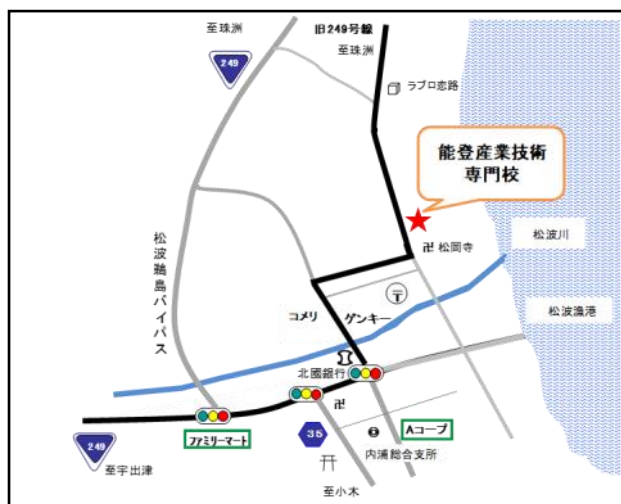 至珠洲
旧249号線
至珠洲
249
ラブロ恋路
能登産業技術
専門校
卍 松岡寺
松波川
松波鵜島バイパス
〒
コメリ
ゲンキー
松波漁港
北國銀行
卍
ファミリーマート
35
Aコープ
249
内浦総合支所
至宇出津
至小木